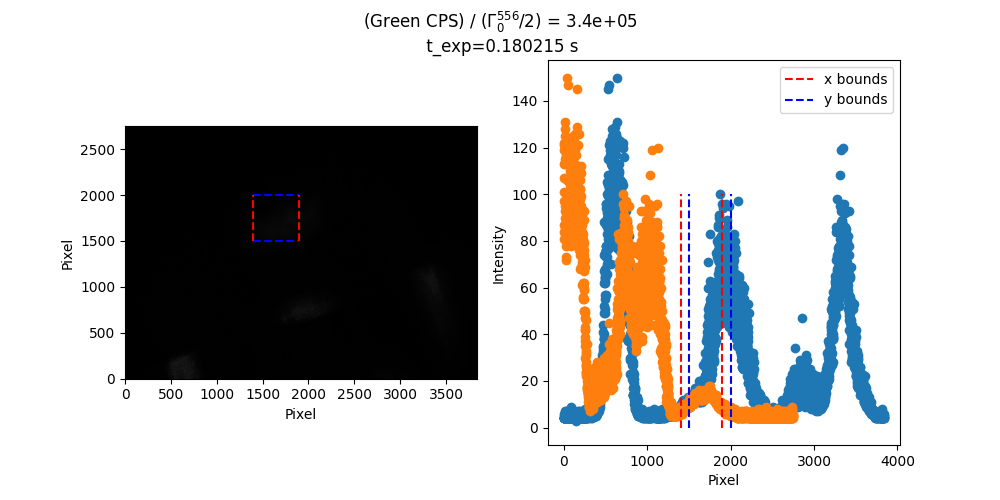 (Green CPS) / (Γ₀⁵⁵⁶/2) = 3.4e+05
t_exp=0.180215 s
2500
2000
1500
1000
500
0
Pixel
0 500 1000 1500 2000 2500 3000 3500
Pixel
140
120
100
80
60
40
20
0
Intensity
x bounds
y bounds
0 1000 2000 3000 4000
Pixel